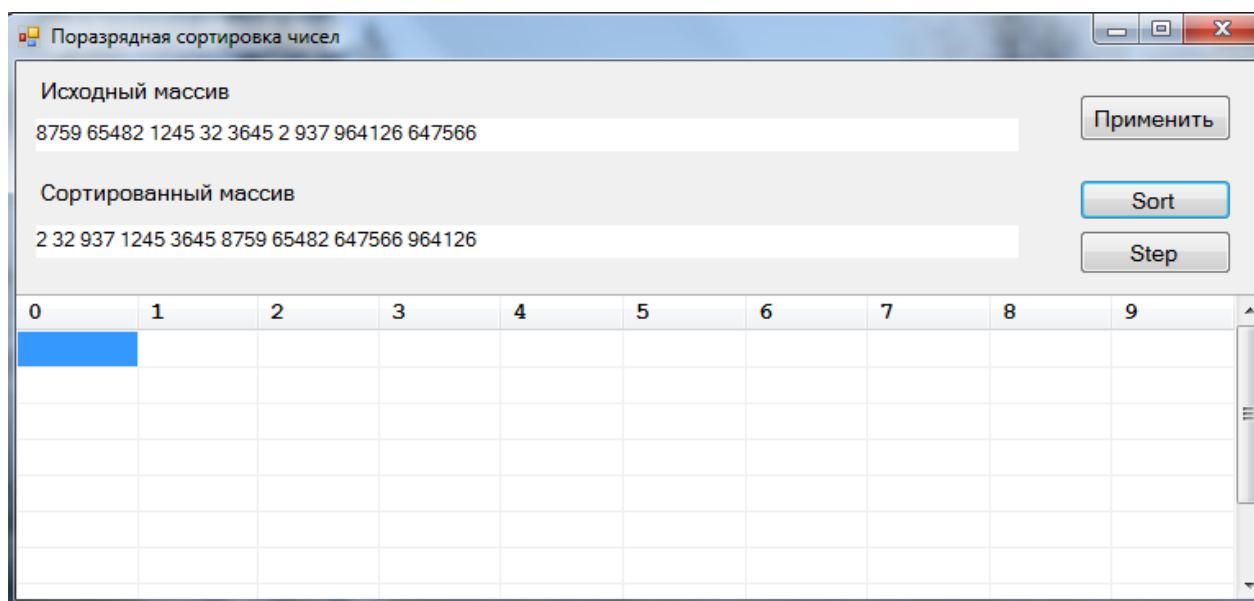 Поразрядная сортировка чисел
Исходный массив
8759 65482 1245 32 3645 2 937 964126 647566
Применить
Сортированный массив
Sort
2 32 937 1245 3645 8759 65482 647566 964126
Step
0 1 2 3 4 5 6 7 8 9